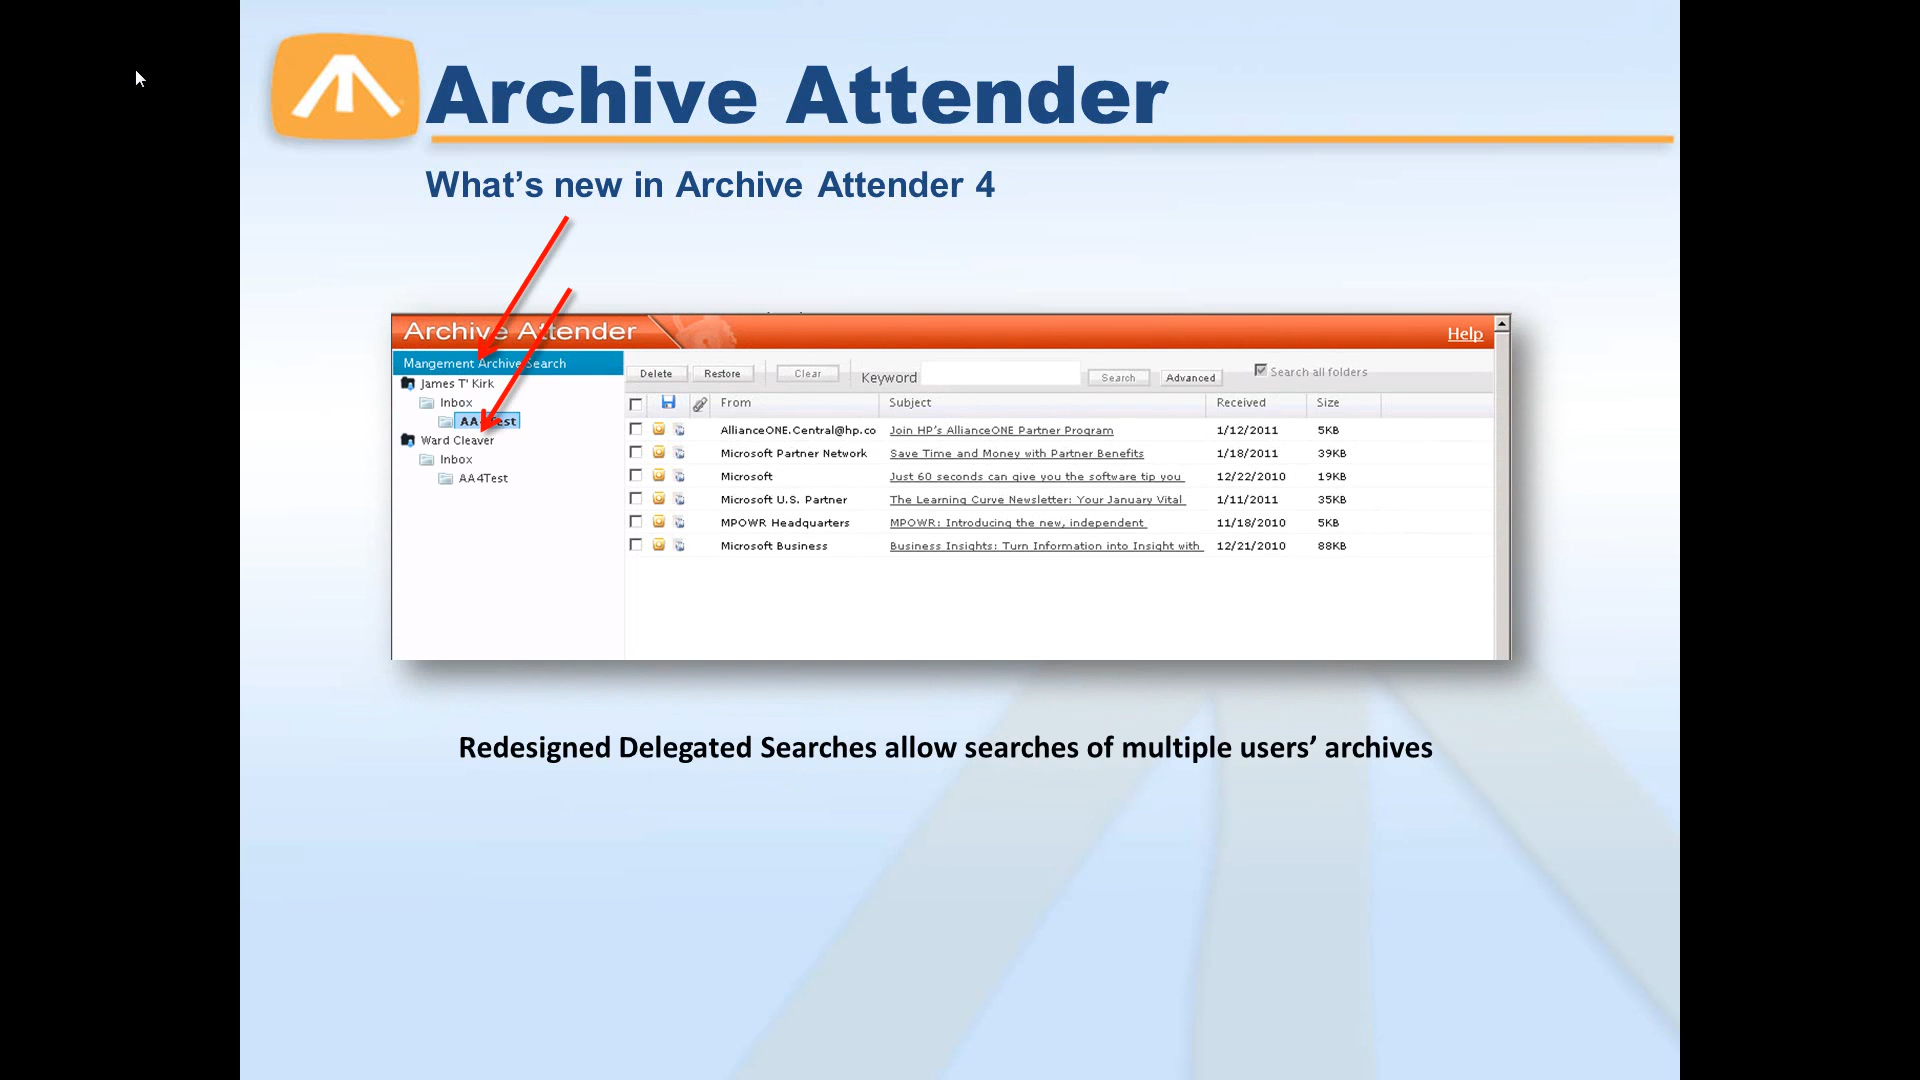 Archive Attender
What's new in Archive Attender 4
Archive Attender
Help
Mangement Archive Search
James T' Kirk
Inbox
AA4Test
Ward Cleaver
Inbox
AA4Test
Delete Restore Clear Keyword Search Advanced Search all folders
From Subject Received Size
AllianceONE.Central@hp.co Join HP's AllianceONE Partner Program 1/12/2011 5KB
Microsoft Partner Network Save Time and Money with Partner Benefits 1/18/2011 39KB
Microsoft Just 60 seconds can give you the software tip you 12/22/2010 19KB
Microsoft U.S. Partner The Learning Curve Newsletter: Your January Vital 1/11/2011 35KB
MPOWR Headquarters MPOWR: Introducing the new, independent 11/18/2010 5KB
Microsoft Business Business Insights: Turn Information into Insight with 12/21/2010 88KB
Redesigned Delegated Searches allow searches of multiple users' archives